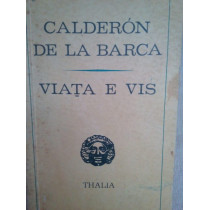 CALDERÓN
DE LA BARCA
VIAȚA E VIS
THALIA